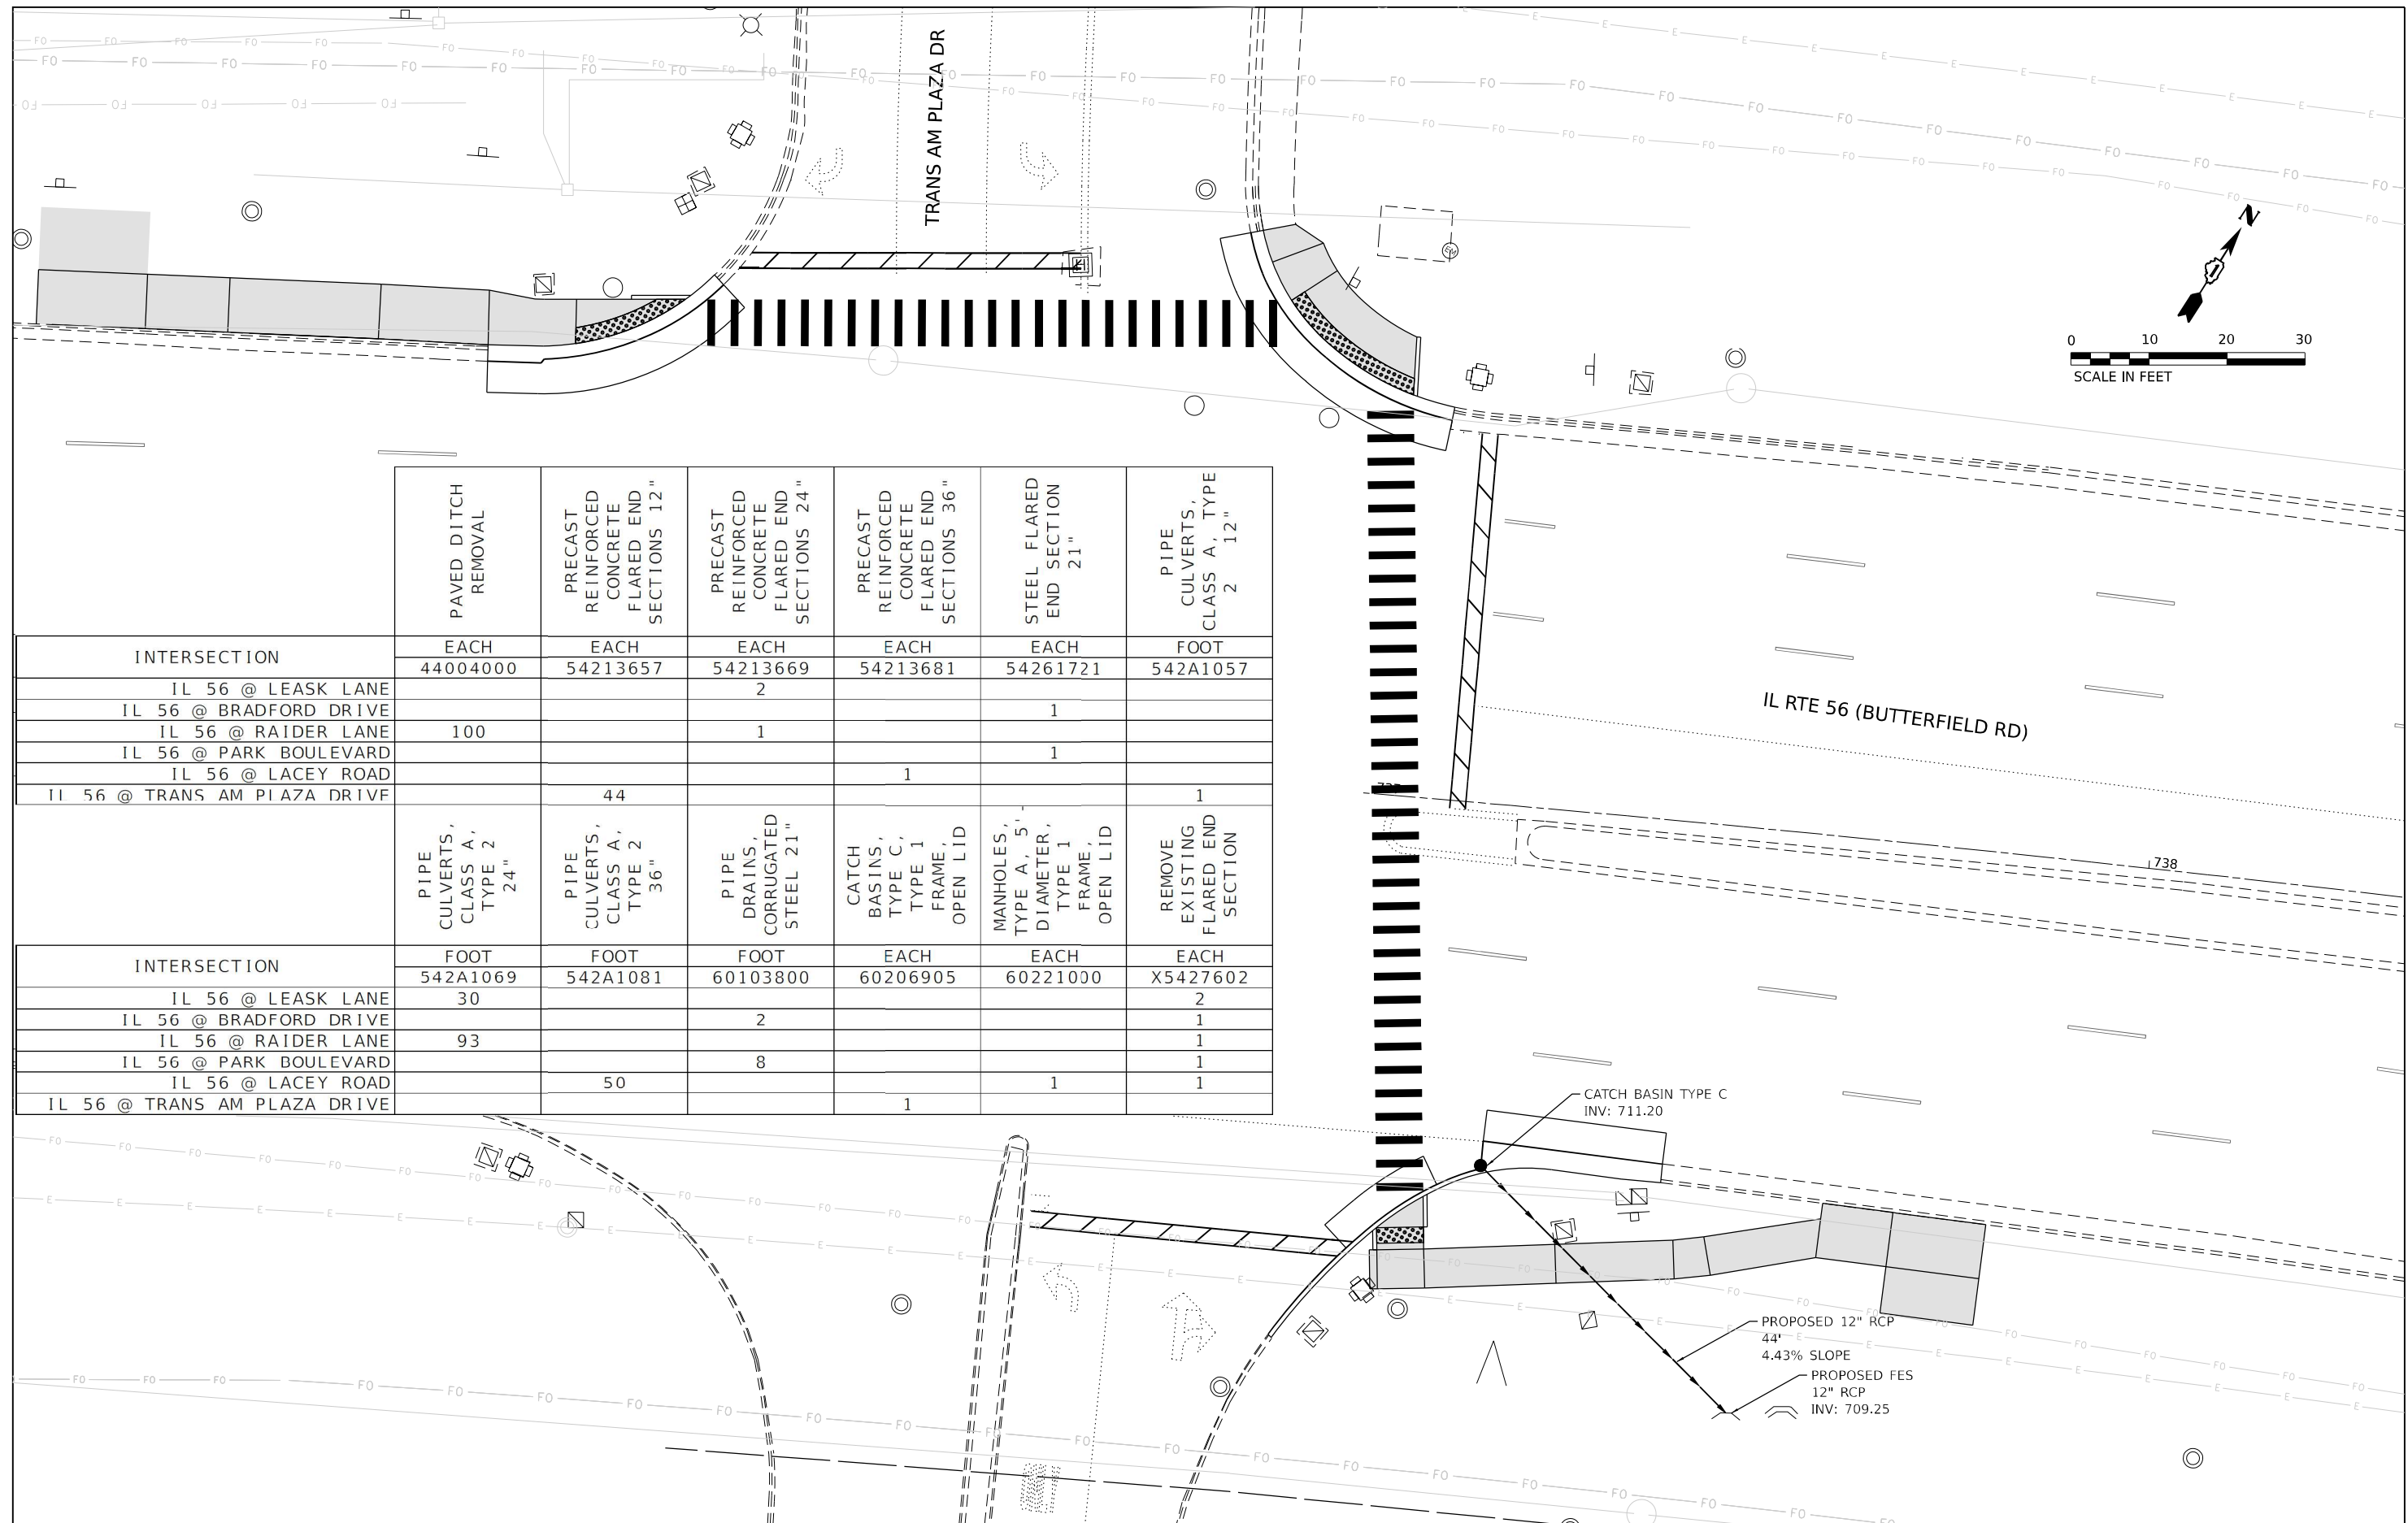 TRANS AM PLAZA DR
N
0 10 20 30
SCALE IN FEET
IL RTE 56 (BUTTERFIELD RD)
738
PAVED DITCH
REMOVAL
PRECAST
REINFORCED
CONCRETE
FLARED END
SECTIONS 12"
PRECAST
REINFORCED
CONCRETE
FLARED END
SECTIONS 24"
PRECAST
REINFORCED
CONCRETE
FLARED END
SECTIONS 36"
STEEL FLARED
END SECTION
21"
PIPE
CULVERTS,
CLASS A, TYPE
2 12"
INTERSECTION
EACH EACH EACH EACH EACH FOOT
44004000 54213657 54213669 54213681 54261721 542A1057
IL 56 @ LEASK LANE 2
IL 56 @ BRADFORD DRIVE 1
IL 56 @ RAIDER LANE 100 1
IL 56 @ PARK BOULEVARD 1
IL 56 @ LACEY ROAD 1
IL 56 @ TRANS AM PLAZA DRIVE 44 1
PIPE
CULVERTS,
CLASS A,
TYPE 2
24"
PIPE
CULVERTS,
CLASS A,
TYPE 2
36"
PIPE
DRAINS,
CORRUGATED
STEEL 21"
CATCH
BASINS,
TYPE C,
TYPE 1
FRAME,
OPEN LID
MANHOLES,
TYPE A, 5'-
DIAMETER,
TYPE 1
FRAME,
OPEN LID
REMOVE
EXISTING
FLARED END
SECTION
INTERSECTION
FOOT FOOT FOOT EACH EACH EACH
542A1069 542A1081 60103800 60206905 60221000 X5427602
IL 56 @ LEASK LANE 30 2
IL 56 @ BRADFORD DRIVE 2 1
IL 56 @ RAIDER LANE 93 1
IL 56 @ PARK BOULEVARD 8 1
IL 56 @ LACEY ROAD 50 1 1
IL 56 @ TRANS AM PLAZA DRIVE 1
CATCH BASIN TYPE C
INV: 711.20
PROPOSED 12" RCP
44'
4.43% SLOPE
PROPOSED FES
12" RCP
INV: 709.25